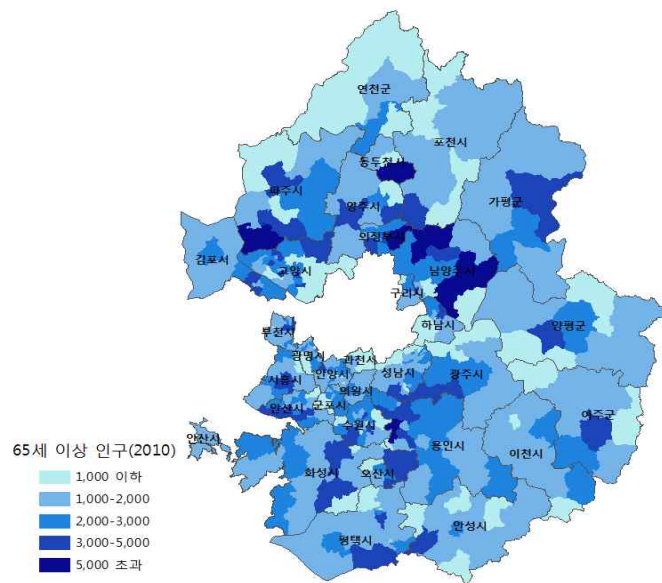 연천군
포천시
동두천시
파주시
양주시
가평군
의정부시
김포서
고양시
남양주시
구리시
하남시
양평군
부천시
광명시
과천시
안양시
성남시
광주시
시흥시
의왕시
안산시
군포시
여주군
수원시
안산시
용인시
이천시
화성시
오산시
안성시
평택시
65세 이상 인구(2010)
1,000 이하
1,000-2,000
2,000-3,000
3,000-5,000
5,000 초과